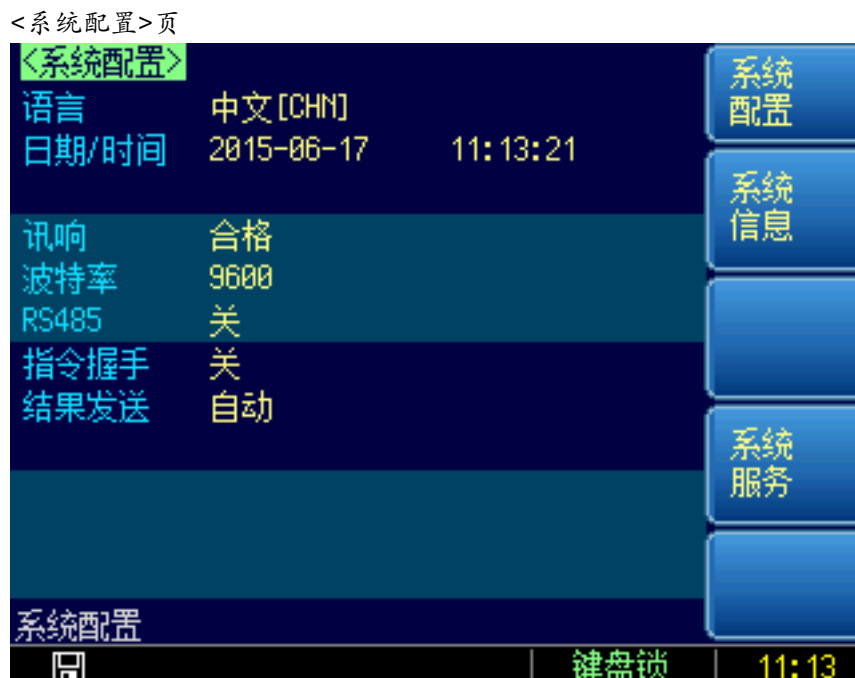 <系统配置>页
<系统配置>
语言 中文[CHN]
日期/时间 2015-06-17 11:13:21
讯响 合格
波特率 9600
RS485 关
指令握手 关
结果发送 自动
系统配置
系统
配置
系统
信息
系统
服务
键盘锁 11:13